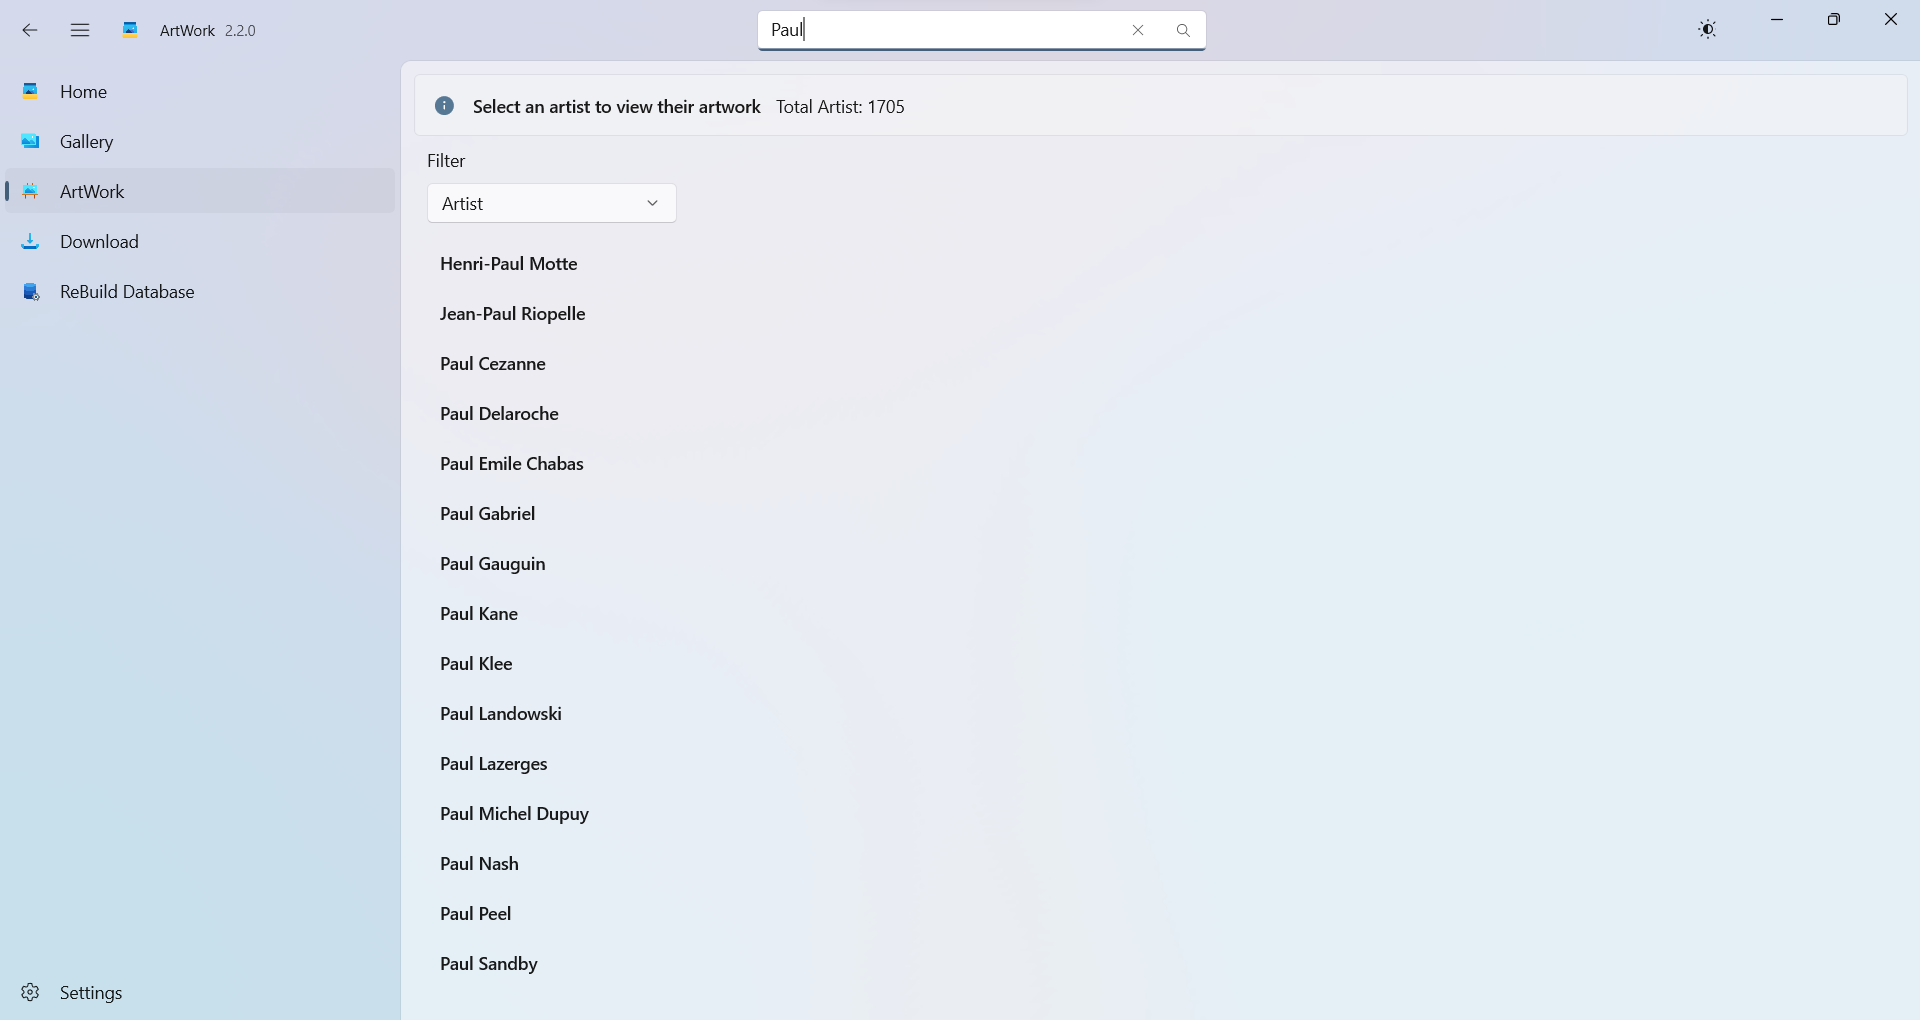 ArtWork 2.2.0
Paul
Home
Gallery
ArtWork
Download
ReBuild Database
Settings
Select an artist to view their artwork Total Artist: 1705
Filter
Artist
Henri-Paul Motte
Jean-Paul Riopelle
Paul Cezanne
Paul Delaroche
Paul Emile Chabas
Paul Gabriel
Paul Gauguin
Paul Kane
Paul Klee
Paul Landowski
Paul Lazerges
Paul Michel Dupuy
Paul Nash
Paul Peel
Paul Sandby